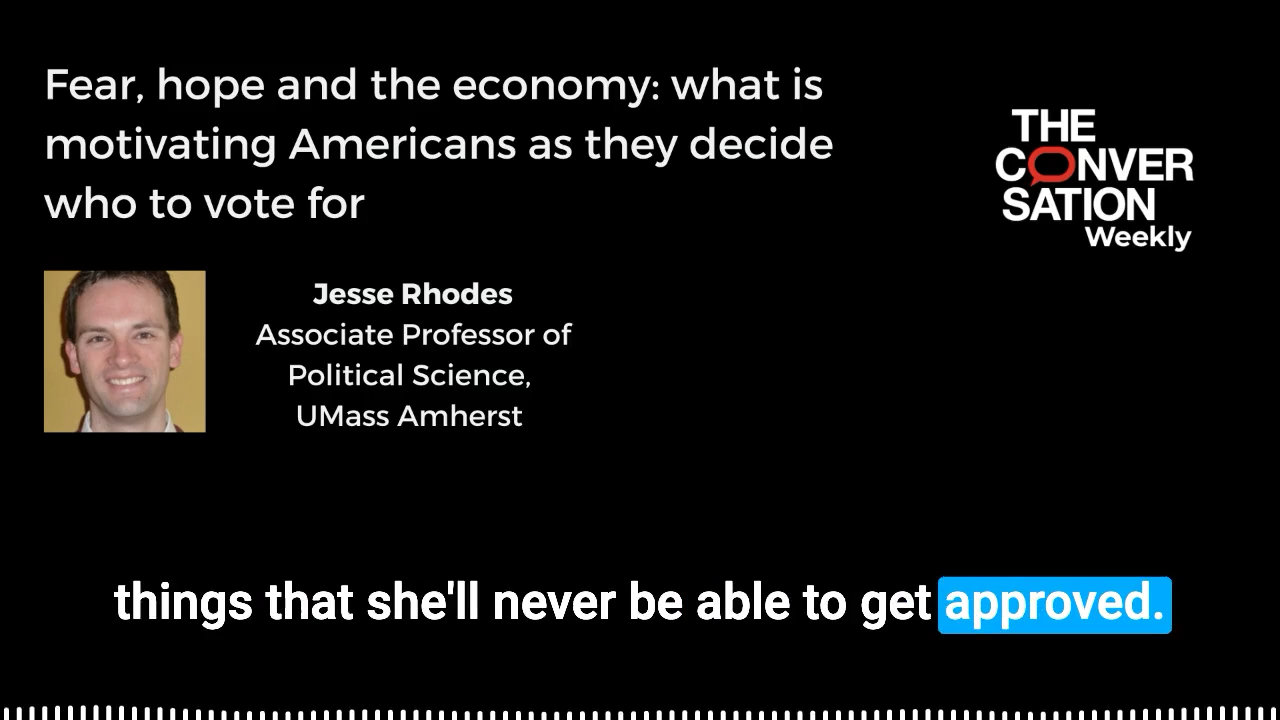 Fear, hope and the economy: what is
motivating Americans as they decide
who to vote for
THE
CONVER
SATION
Weekly
Jesse Rhodes
Associate Professor of
Political Science,
UMass Amherst
things that she'll never be able to get approved.